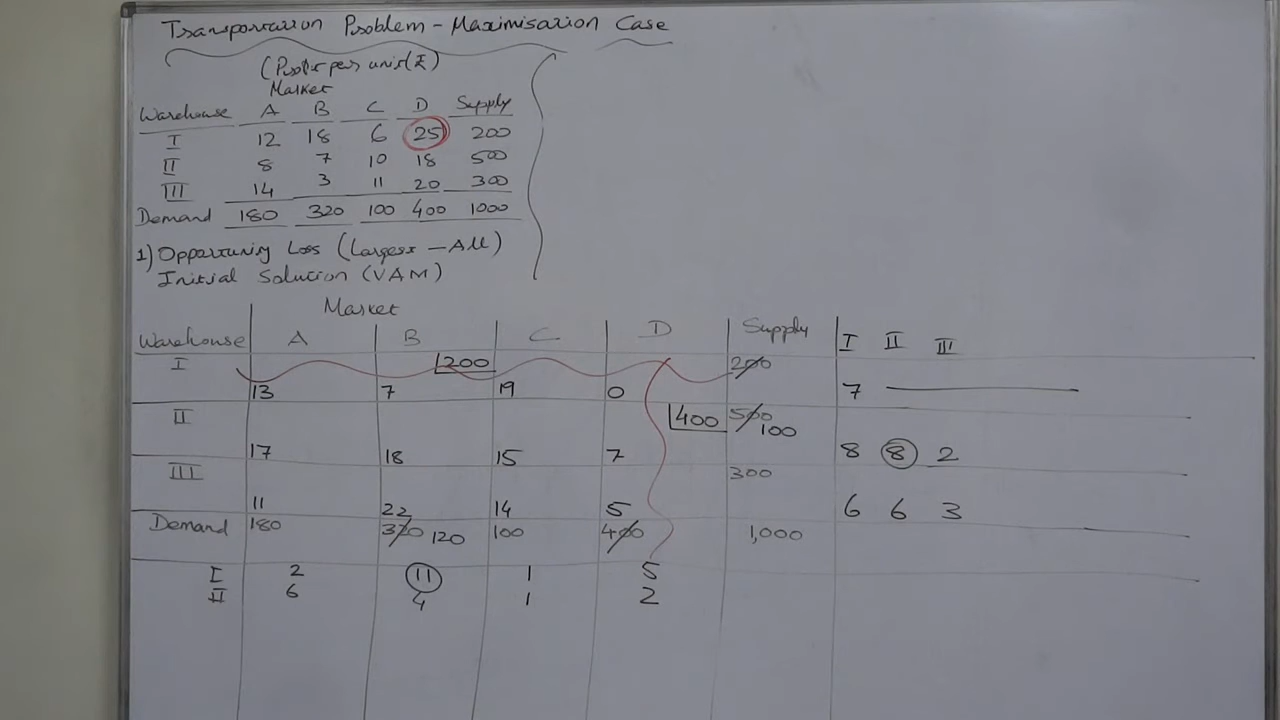 Transportation Problem - Maximisation Case
(Profit per unit (₹)
Market
Warehouse A B C D Supply
I 12 18 6 25 200
II 8 7 10 18 500
III 14 3 11 20 300
Demand 180 320 100 400 1000
1) Opportunity Loss (Largest - All)
Initial Solution (VAM)
Market
Warehouse A B C D Supply I II III
I 200 200
13 7 19 0 7
II 400 500
100
17 18 15 7 8 8 2
III 300
11 22 14 5 6 6 3
Demand 180 320 120 100 400 1,000
I 2 11 1 5
II 6 4 1 2